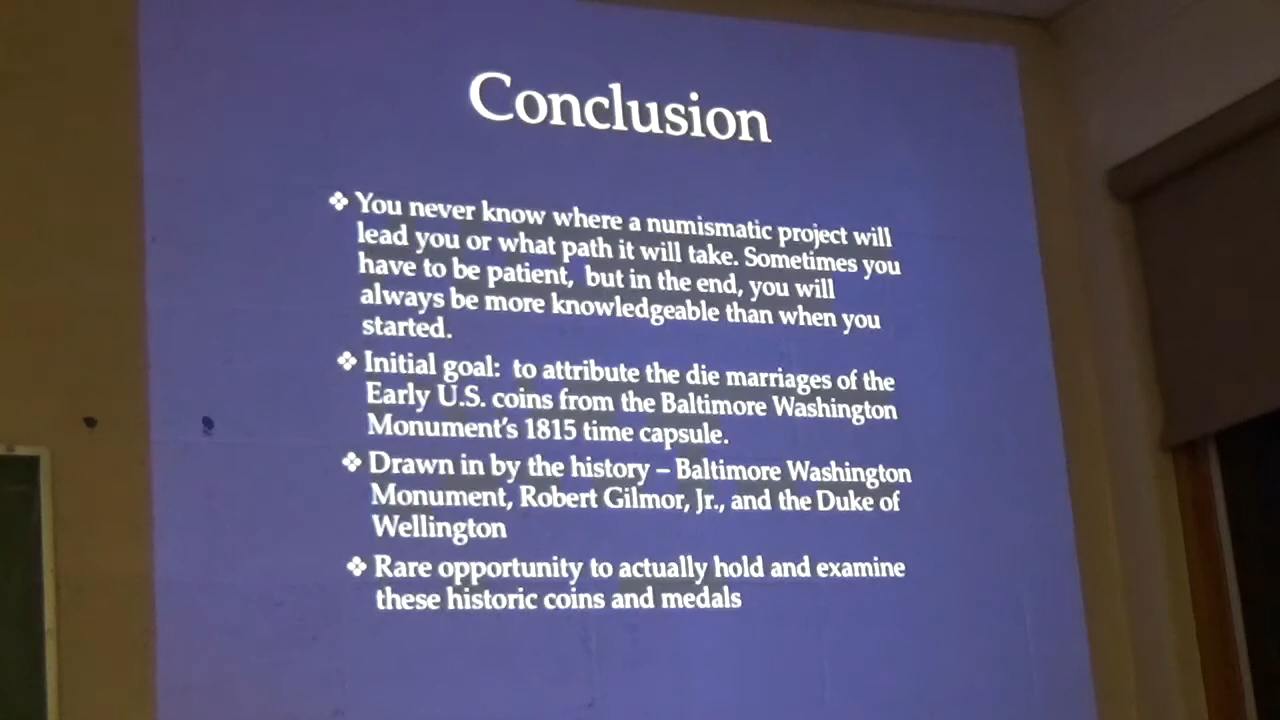 Conclusion
❖ You never know where a numismatic project will
lead you or what path it will take. Sometimes you
have to be patient,  but in the end, you will
always be more knowledgeable than when you
started.
❖ Initial goal:  to attribute the die marriages of the
Early U.S. coins from the Baltimore Washington
Monument's 1815 time capsule.
❖ Drawn in by the history – Baltimore Washington
Monument, Robert Gilmor, Jr., and the Duke of
Wellington
❖ Rare opportunity to actually hold and examine
these historic coins and medals